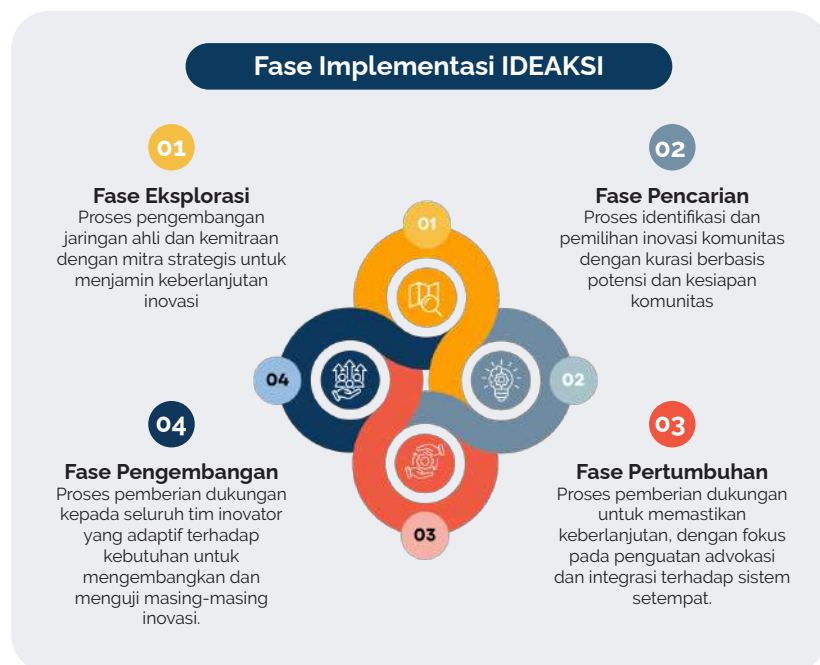 Fase Implementasi IDEAKSI
01
Fase Eksplorasi
Proses pengembangan
jaringan ahli dan kemitraan
dengan mitra strategis untuk
menjamin keberlanjutan
inovasi
02
Fase Pencarian
Proses identifikasi dan
pemilihan inovasi komunitas
dengan kurasi berbasis
potensi dan kesiapan
komunitas
01
04
02
03
04
Fase Pengembangan
Proses pemberian dukungan
kepada seluruh tim inovator
yang adaptif terhadap
kebutuhan untuk
mengembangkan dan
menguji masing-masing
inovasi.
03
Fase Pertumbuhan
Proses pemberian dukungan
untuk memastikan
keberlanjutan, dengan fokus
pada penguatan advokasi
dan integrasi terhadap sistem
setempat.